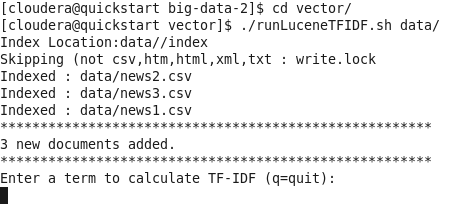 [cloudera@quickstart big-data-2]$ cd vector/
[cloudera@quickstart vector]$ ./runLuceneTFIDF.sh data/
Index Location:data//index
Skipping (not csv,htm,html,xml,txt : write.lock
Indexed : data/news2.csv
Indexed : data/news3.csv
Indexed : data/news1.csv
******************************************************
3 new documents added.
******************************************************
Enter a term to calculate TF-IDF (q=quit):